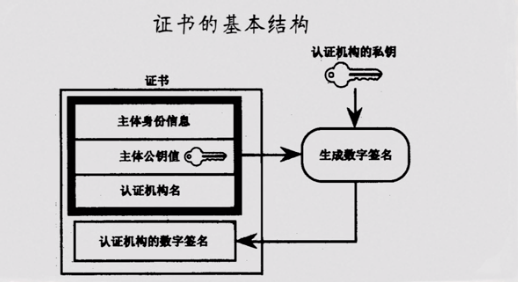 证书的基本结构
认证机构的私钥
证书
主体身份信息
主体公钥值
生成数字签名
认证机构名
认证机构的数字签名